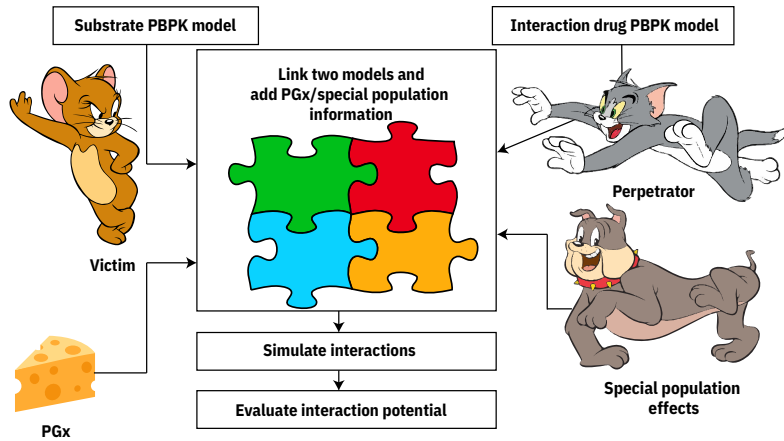 Substrate PBPK model
Interaction drug PBPK model
Link two models and
add PGx/special population
information
Victim
Perpetrator
PGx
Simulate interactions
Evaluate interaction potential
Special population
effects